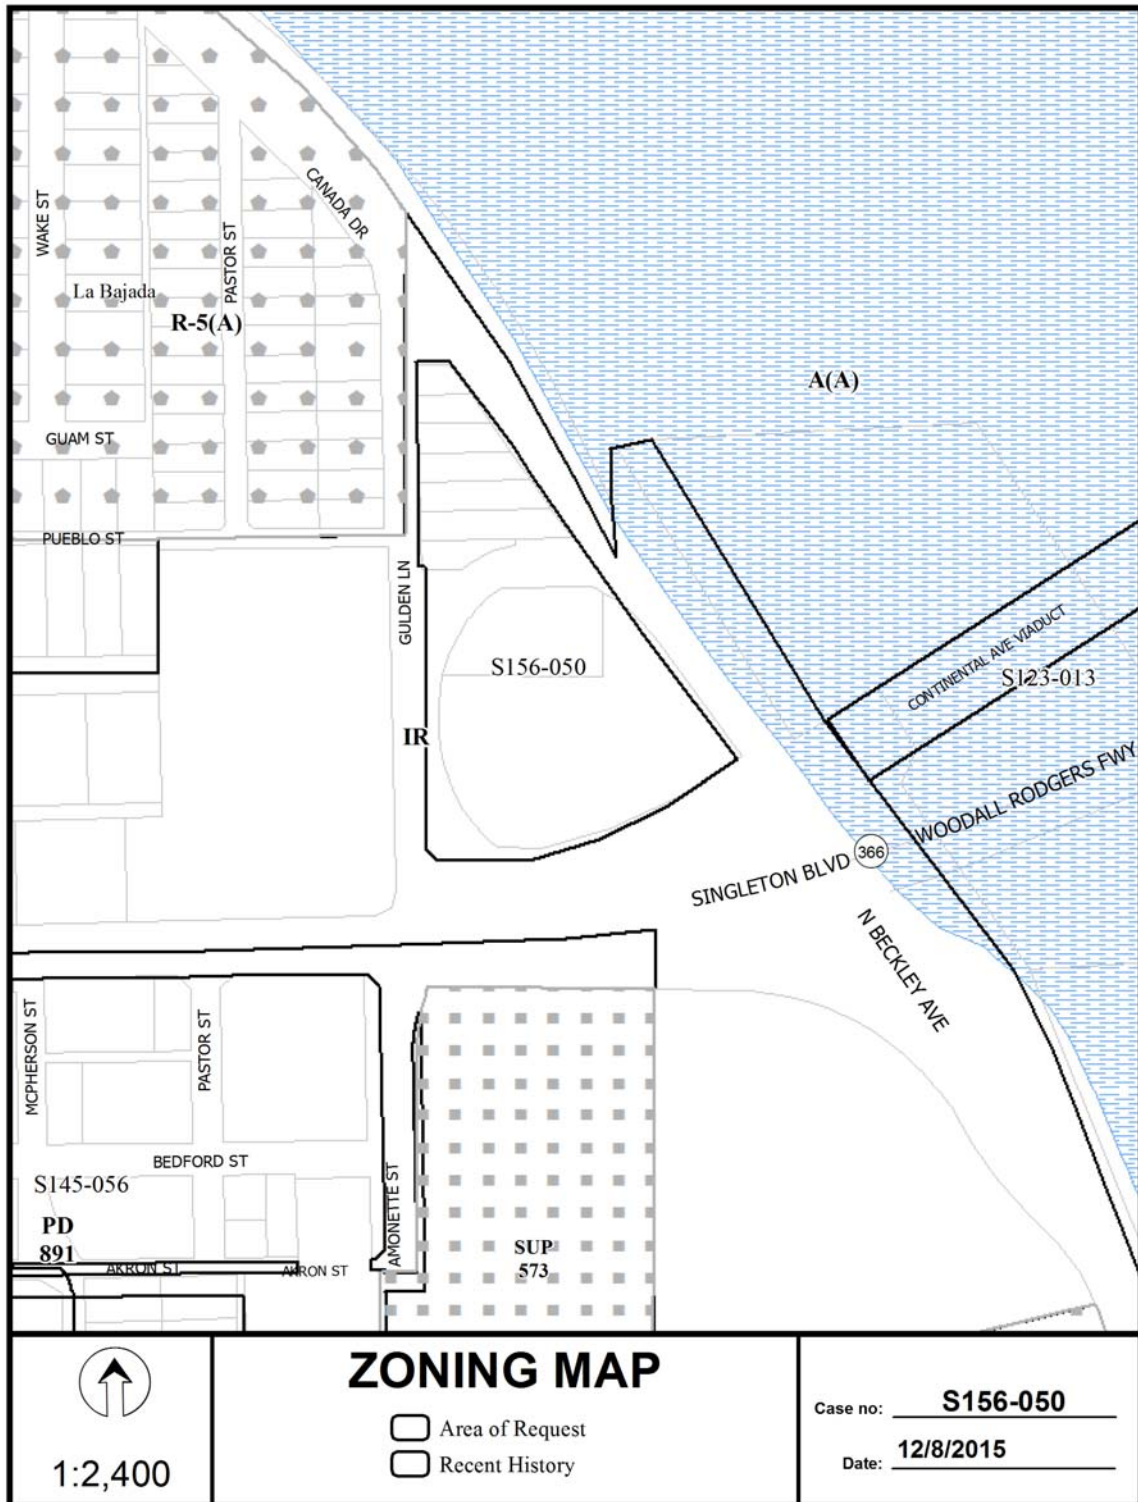 CANADA DR
WAKE ST
PASTOR ST
La Bajada
R-5(A)
A(A)
GUAM ST
PUEBLO ST
GULDEN LN
S156-050
CONTINENTAL AVE VIADUCT
S123-013
IR
WOODALL RODGERS FWY
366
SINGLETON BLVD
N BECKLEY AVE
MCPHERSON ST
PASTOR ST
BEDFORD ST
S145-056
AMONETTE ST
PD
891
SUP
573
AKRON ST
AKRON ST
ZONING MAP
Area of Request
Recent History
1:2,400
Case no: S156-050
Date: 12/8/2015